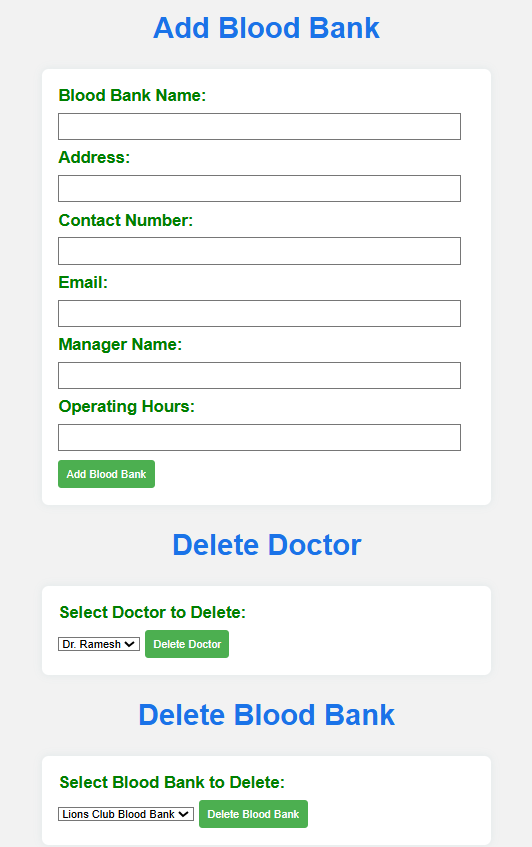 Add Blood Bank
Blood Bank Name:
Address:
Contact Number:
Email:
Manager Name:
Operating Hours:
Add Blood Bank
Delete Doctor
Select Doctor to Delete:
Dr. Ramesh Delete Doctor
Delete Blood Bank
Select Blood Bank to Delete:
Lions Club Blood Bank Delete Blood Bank